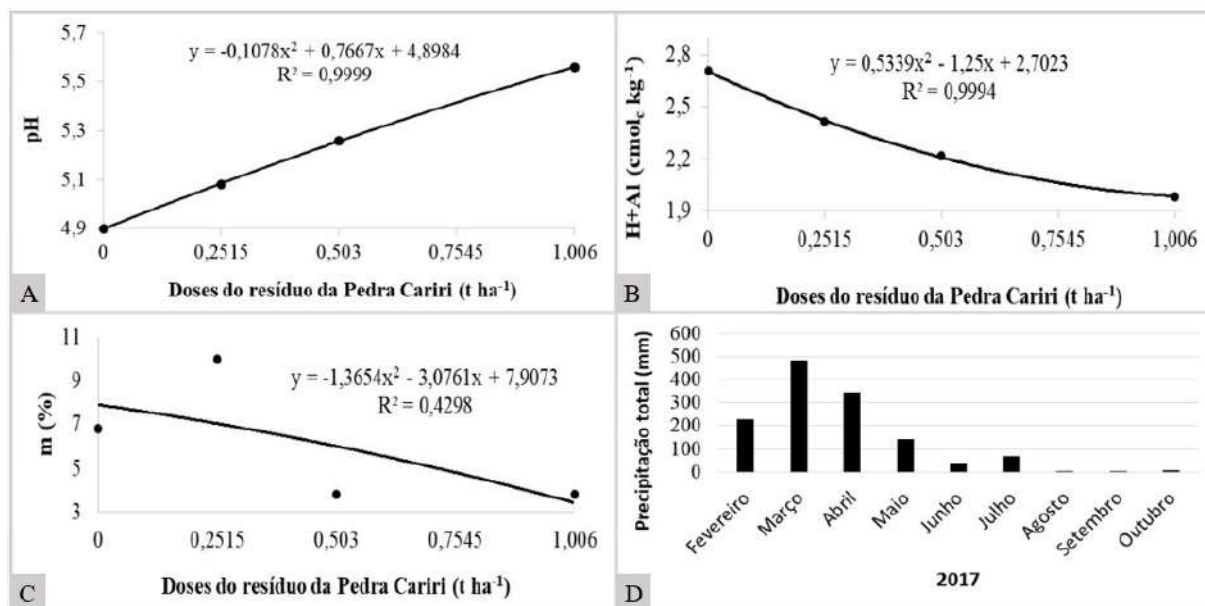 5,7
y = -0,1078x² + 0,7667x + 4,8984
R² = 0,9999
5,5
pH
5,3
5,1
4,9
0 0,2515 0,503 0,7545 1,006
A
Doses do resíduo da Pedra Cariri (t ha⁻¹)
2,8
y = 0,5339x² - 1,25x + 2,7023
R² = 0,9994
2,5
H+Al (cmol_c kg⁻¹)
2,2
1,9
0 0,2515 0,503 0,7545 1,006
B
Doses do resíduo da Pedra Cariri (t ha⁻¹)
11
y = -1,3654x² - 3,0761x + 7,9073
R² = 0,4298
9
m (%)
7
5
3
0 0,2515 0,503 0,7545 1,006
C
Doses do resíduo da Pedra Cariri (t ha⁻¹)
Precipitação total (mm)
600
500
400
300
200
100
0
Fevereiro
Março
Abril
Maio
Junho
Julho
Agosto
Setembro
Outubro
D
2017